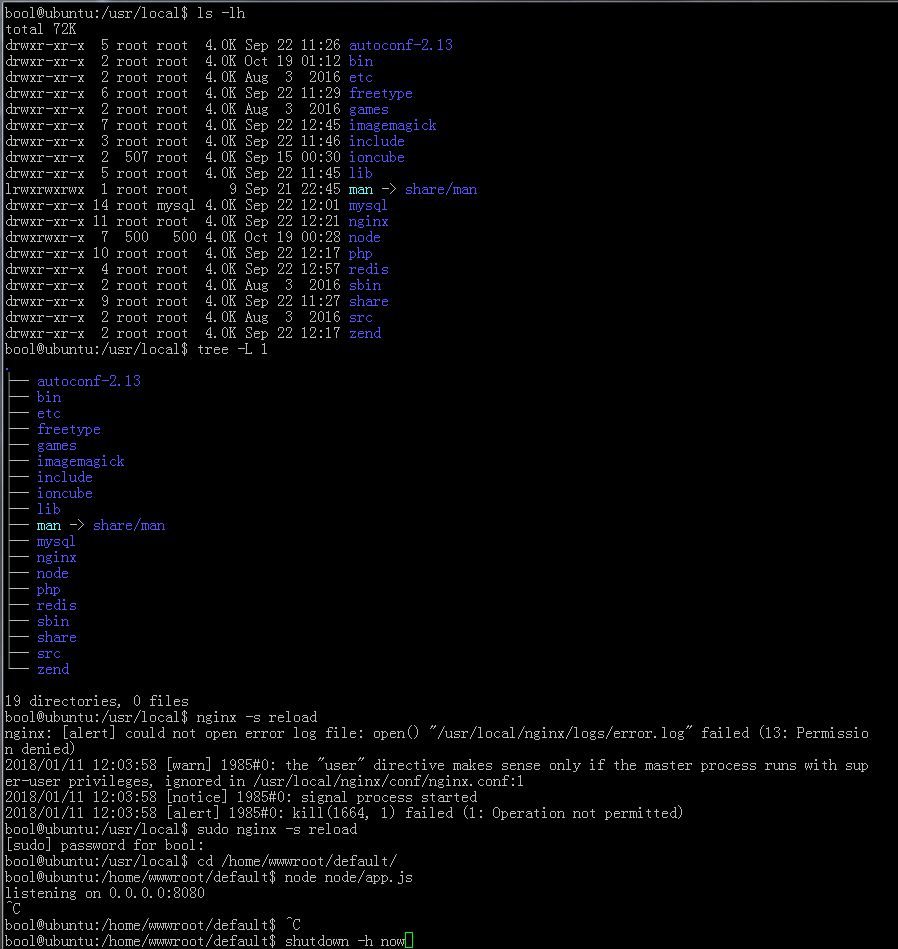 bool@ubuntu:/usr/local$ ls -lh
total 72K
drwxr-xr-x  5 root root  4.0K Sep 22 11:26 autoconf-2.13
drwxr-xr-x  2 root root  4.0K Oct 19 01:12 bin
drwxr-xr-x  2 root root  4.0K Aug  3  2016 etc
drwxr-xr-x  6 root root  4.0K Sep 22 11:29 freetype
drwxr-xr-x  2 root root  4.0K Aug  3  2016 games
drwxr-xr-x  7 root root  4.0K Sep 22 12:45 imagemagick
drwxr-xr-x  3 root root  4.0K Sep 22 11:46 include
drwxr-xr-x  2  507 root  4.0K Sep 15 00:30 ioncube
drwxr-xr-x  5 root root  4.0K Sep 22 11:45 lib
lrwxrwxrwx  1 root root     9 Sep 21 22:45 man -> share/man
drwxr-xr-x 14 root mysql 4.0K Sep 22 12:01 mysql
drwxr-xr-x 11 root root  4.0K Sep 22 12:21 nginx
drwxrwxr-x  7  500   500 4.0K Oct 19 00:28 node
drwxr-xr-x 10 root root  4.0K Sep 22 12:17 php
drwxr-xr-x  4 root root  4.0K Sep 22 12:57 redis
drwxr-xr-x  2 root root  4.0K Aug  3  2016 sbin
drwxr-xr-x  9 root root  4.0K Sep 22 11:27 share
drwxr-xr-x  2 root root  4.0K Aug  3  2016 src
drwxr-xr-x  2 root root  4.0K Sep 22 12:17 zend
bool@ubuntu:/usr/local$ tree -L 1
.
├── autoconf-2.13
├── bin
├── etc
├── freetype
├── games
├── imagemagick
├── include
├── ioncube
├── lib
├── man -> share/man
├── mysql
├── nginx
├── node
├── php
├── redis
├── sbin
├── share
├── src
└── zend
19 directories, 0 files
bool@ubuntu:/usr/local$ nginx -s reload
nginx: [alert] could not open error log file: open() "/usr/local/nginx/logs/error.log" failed (13: Permissio
n denied)
2018/01/11 12:03:58 [warn] 1985#0: the "user" directive makes sense only if the master process runs with sup
er-user privileges, ignored in /usr/local/nginx/conf/nginx.conf:1
2018/01/11 12:03:58 [notice] 1985#0: signal process started
2018/01/11 12:03:58 [alert] 1985#0: kill(1664, 1) failed (1: Operation not permitted)
bool@ubuntu:/usr/local$ sudo nginx -s reload
[sudo] password for bool:
bool@ubuntu:/usr/local$ cd /home/wwwroot/default/
bool@ubuntu:/home/wwwroot/default$ node node/app.js
listening on 0.0.0.0:8080
^C
bool@ubuntu:/home/wwwroot/default$ ^C
bool@ubuntu:/home/wwwroot/default$ shutdown -h now